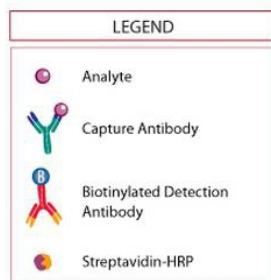 LEGEND
Analyte
Capture Antibody
B
Biotinylated Detection
Antibody
Streptavidin-HRP